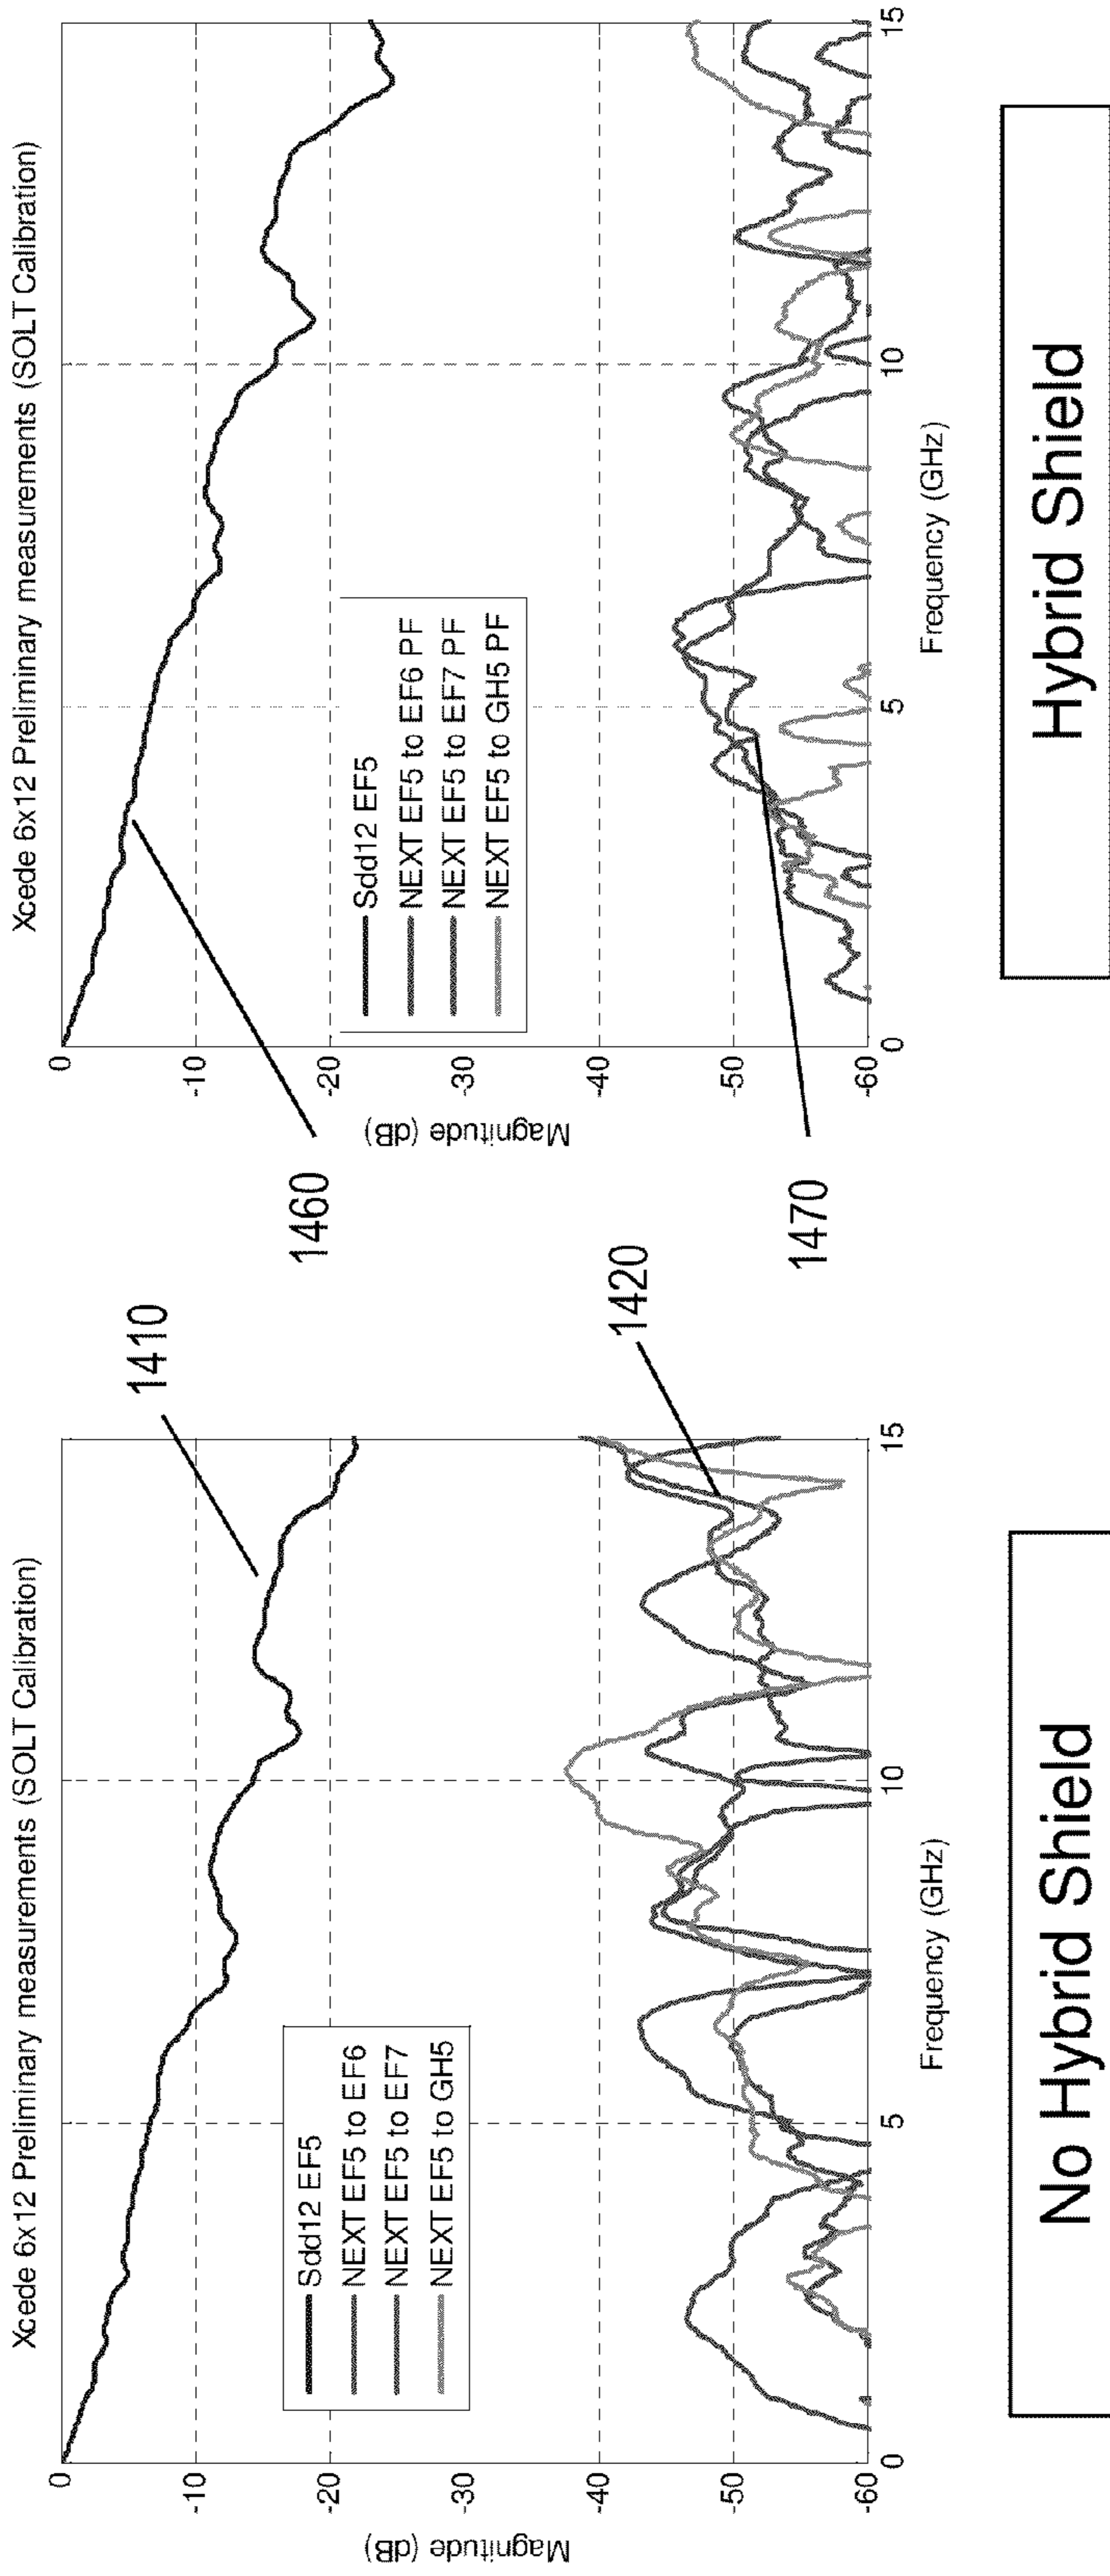 Xcede 6x12 Preliminary measurements (SOLT Calibration)
0
-10
-20
-30
-40
-50
-60
Magnitude (dB)
Sdd12 EF5
NEXT EF5 to EF6
NEXT EF5 to EF7
NEXT EF5 to GH5
0
5
10
15
Frequency (GHz)
1410
1420
No Hybrid Shield
Xcede 6x12 Preliminary measurements (SOLT Calibration)
0
-10
-20
-30
-40
-50
-60
Magnitude (dB)
Sdd12 EF5
NEXT EF5 to EF6 PF
NEXT EF5 to EF7 PF
NEXT EF5 to GH5 PF
0
5
10
15
Frequency (GHz)
1460
1470
Hybrid Shield